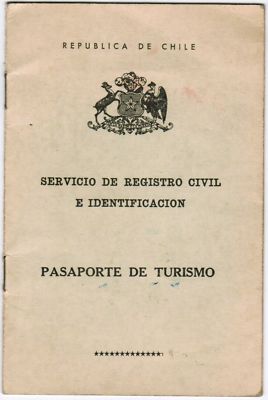 REPUBLICA DE CHILE
SERVICIO DE REGISTRO CIVIL
E IDENTIFICACION
PASAPORTE DE TURISMO